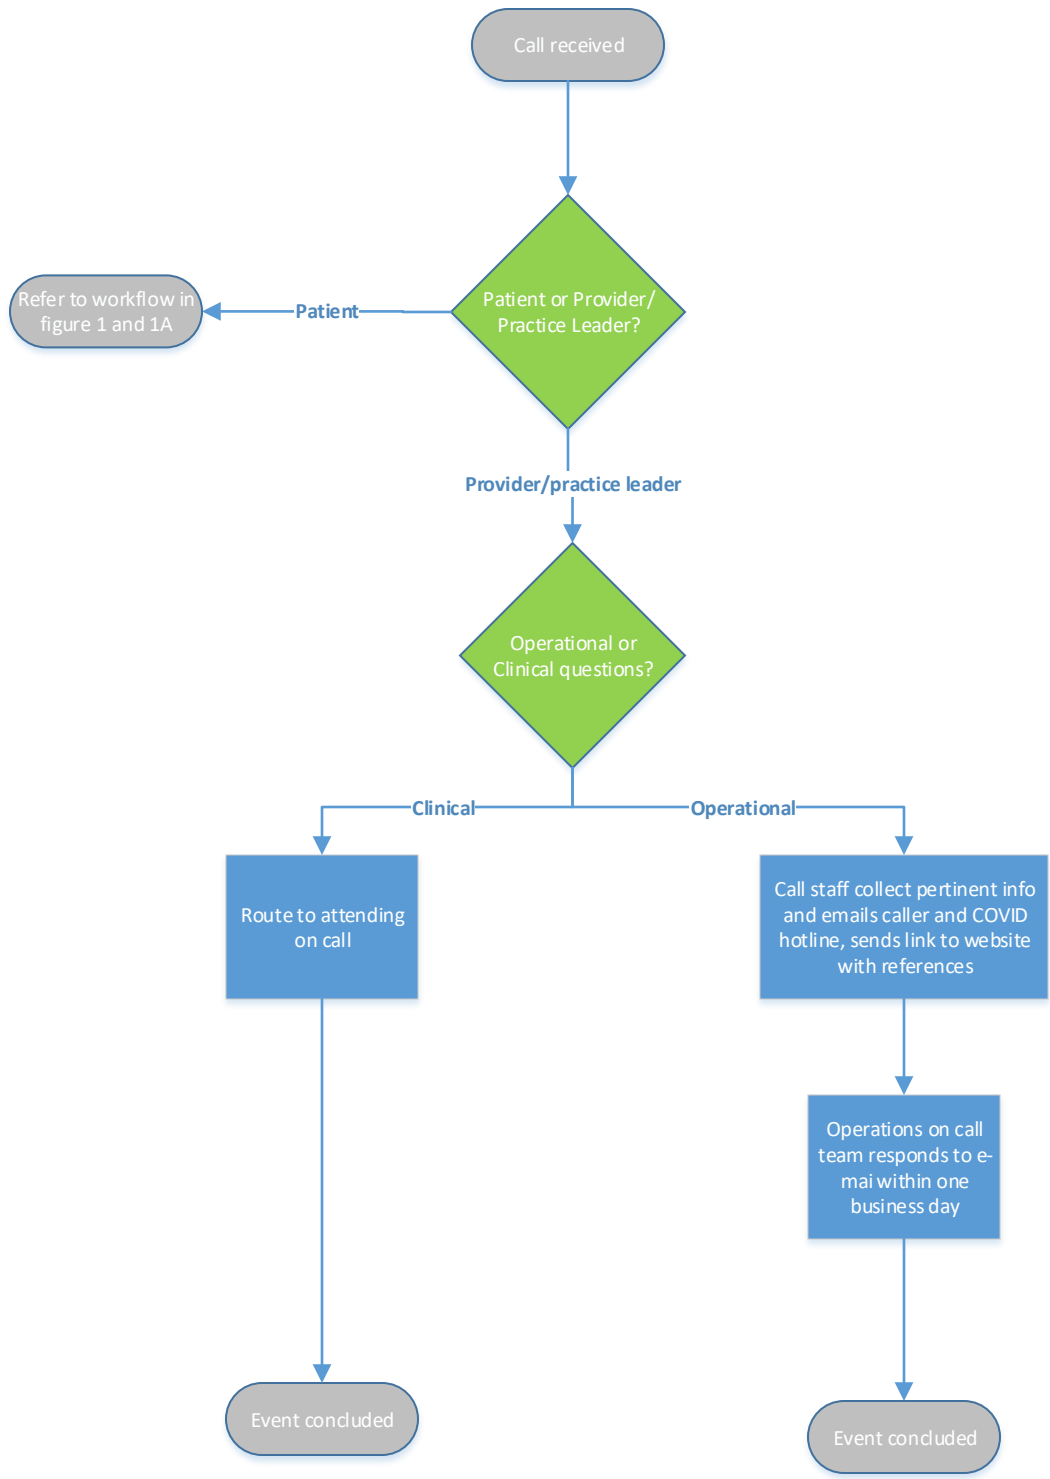 Call received
Patient or Provider/
Practice Leader?
Refer to workflow in
figure 1 and 1A
Patient
Provider/practice leader
Operational or
Clinical questions?
Clinical
Operational
Route to attending
on call
Call staff collect pertinent info
and emails caller and COVID
hotline, sends link to website
with references
Operations on call
team responds to e-
mai within one
business day
Event concluded
Event concluded